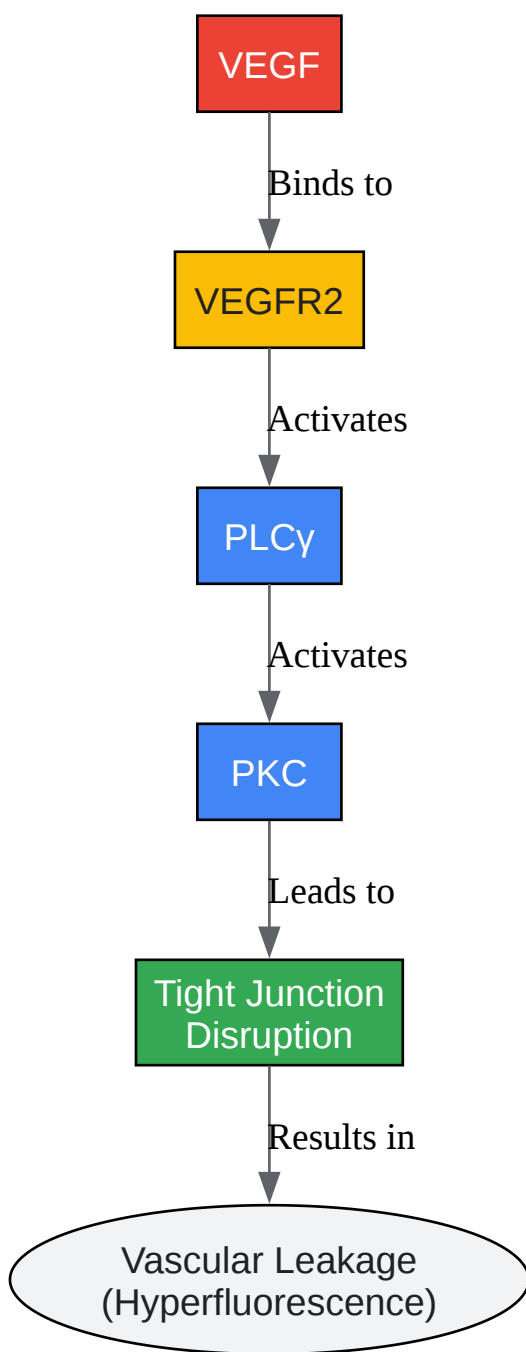 VEGF
Binds to
VEGFR2
Activates
PLCγ
Activates
PKC
Leads to
Tight Junction
Disruption
Results in
Vascular Leakage
(Hyperfluorescence)